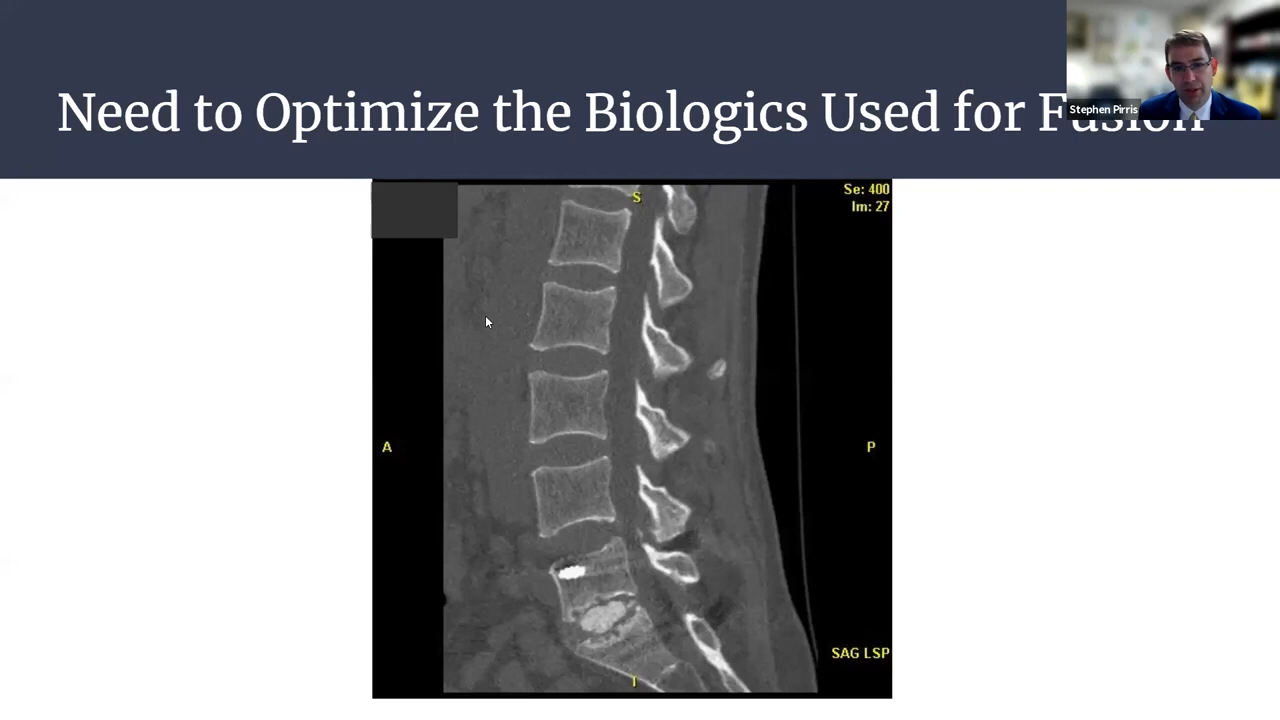 Need to Optimize the Biologics Used for Fusion
Stephen Pirris
Se: 400
Im: 27
S
A
P
SAG LSP
I